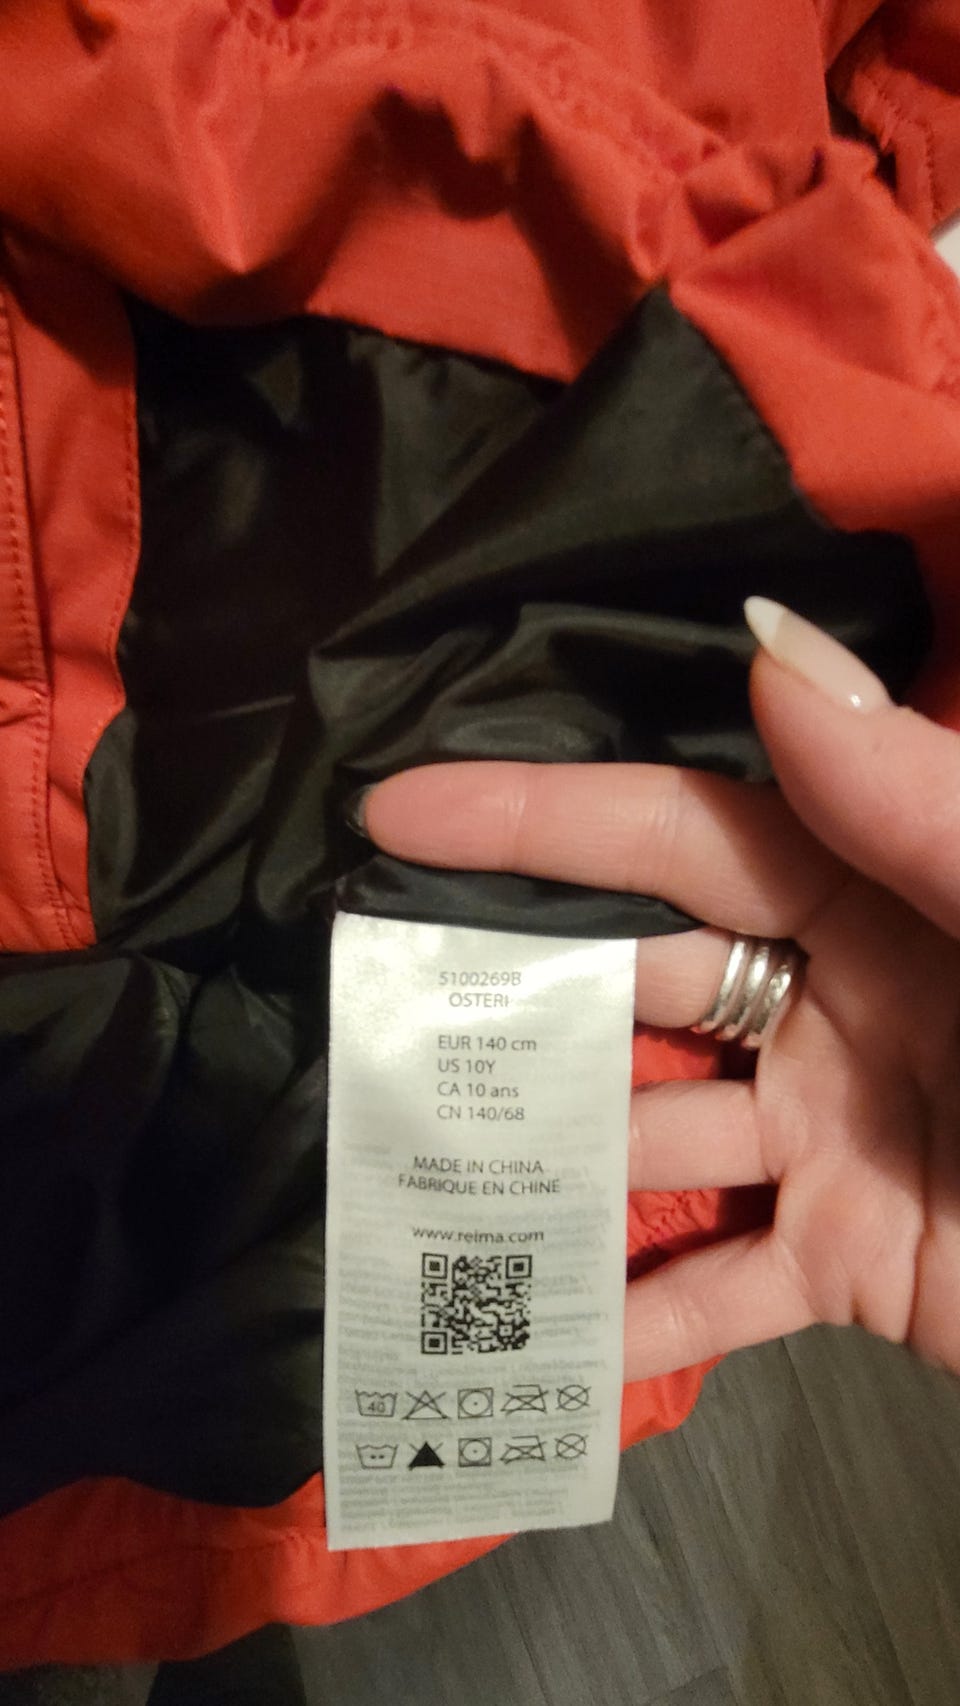 5100269B
OSTERI
EUR 140 cm
US 10Y
CA 10 ans
CN 140/68
MADE IN CHINA
FABRIQUE EN CHINE
www.reima.com
40